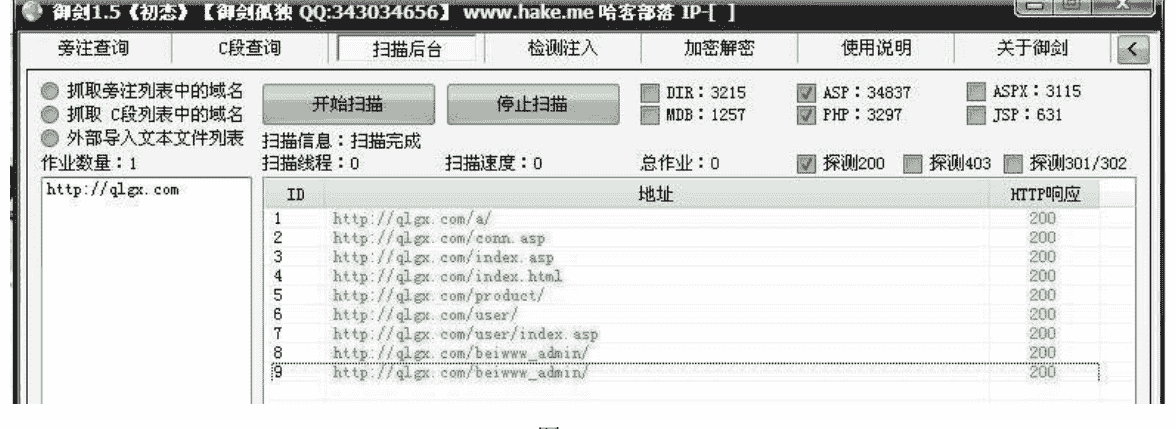 御剑1.5《初态》【御剑孤独 QQ:343034656】 www.hake.me 哈客部落 IP-[ ]
旁注查询 C段查询 扫描后台 检测注入 加密解密 使用说明 关于御剑 <
抓取旁注列表中的域名 开始扫描 停止扫描 DIR：3215 ASP：34837 ASPX：3115
抓取 C段列表中的域名 MDB：1257 PHP：3297 JSP：631
外部导入文本文件列表 扫描信息：扫描完成
作业数量：1 扫描线程：0 扫描速度：0 总作业：0 探测200 探测403 探测301/302
http://qlgx.com ID 地址 HTTP响应
1 http://qlgx.com/a/ 200
2 http://qlgx.com/conn.asp 200
3 http://qlgx.com/index.asp 200
4 http://qlgx.com/index.html 200
5 http://qlgx.com/product/ 200
6 http://qlgx.com/user/ 200
7 http://qlgx.com/user/index.asp 200
8 http://qlgx.com/beiwww_admin/ 200
9 http://qlgx.com/beiwww_admin/ 200